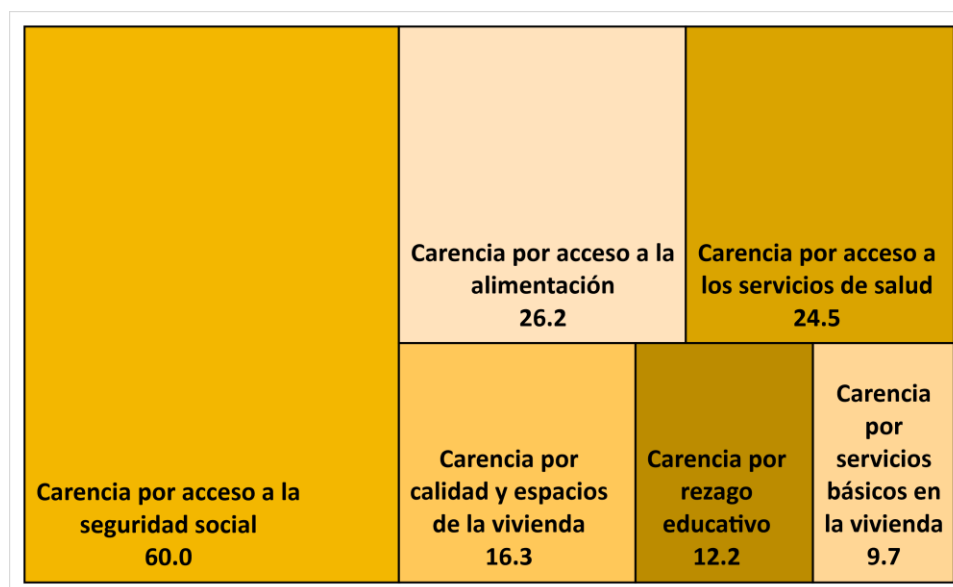 Carencia por acceso a la
seguridad social
60.0
Carencia por acceso a la
alimentación
26.2
Carencia por acceso a
los servicios de salud
24.5
Carencia por
calidad y espacios
de la vivienda
16.3
Carencia por
rezago
educativo
12.2
Carencia
por
servicios
básicos en
la vivienda
9.7